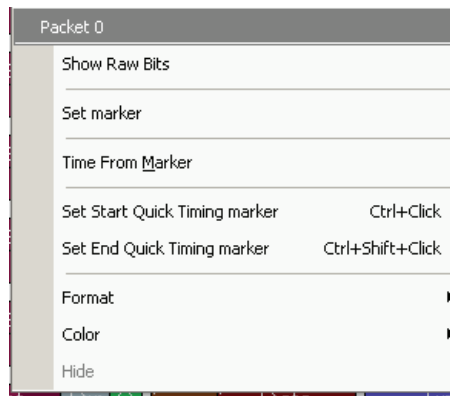 Packet 0
Show Raw Bits
Set marker
Time From Marker
Set Start Quick Timing marker Ctrl+Click
Set End Quick Timing marker Ctrl+Shift+Click
Format
Color
Hide